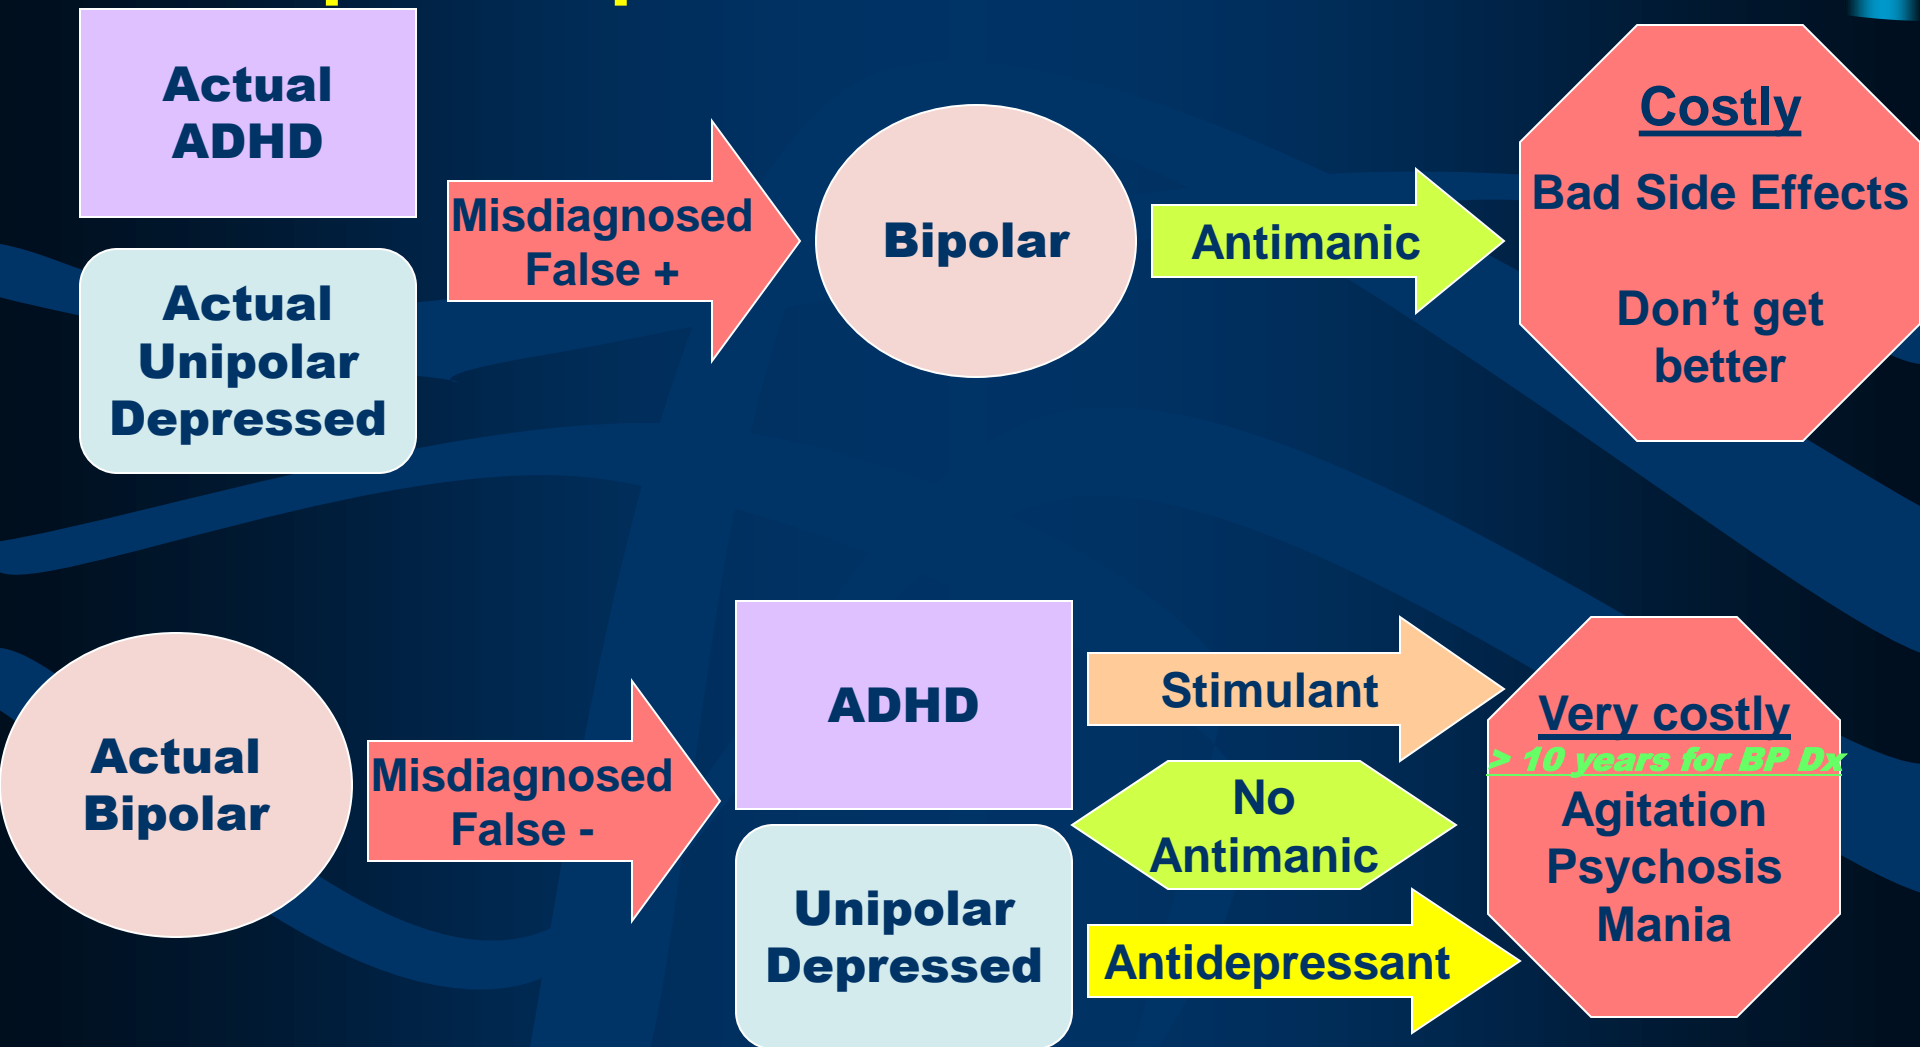 Actual
ADHD
Actual
Unipolar
Depressed
Misdiagnosed
False +
Bipolar
Antimanic
Costly
Bad Side Effects
Don’t get
better
Actual
Bipolar
Misdiagnosed
False -
ADHD
Unipolar
Depressed
Stimulant
No
Antimanic
Antidepressant
Very costly
> 10 years for BP Dx
Agitation
Psychosis
Mania